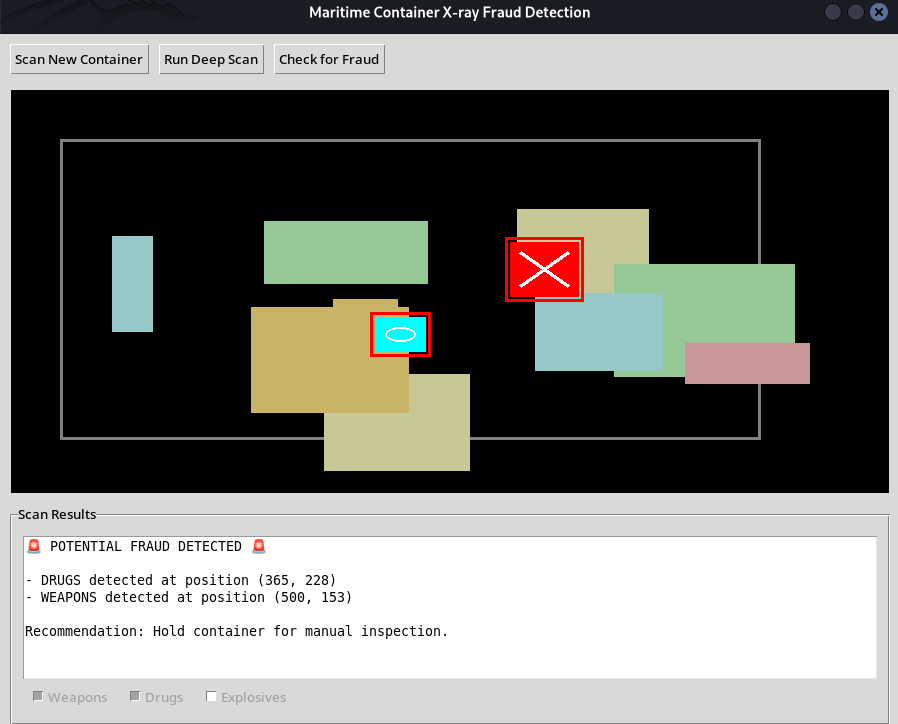 Maritime Container X-ray Fraud Detection
Scan New Container
Run Deep Scan
Check for Fraud
Scan Results
🚨 POTENTIAL FRAUD DETECTED 🚨
- DRUGS detected at position (365, 228)
- WEAPONS detected at position (500, 153)
Recommendation: Hold container for manual inspection.
Weapons
Drugs
Explosives